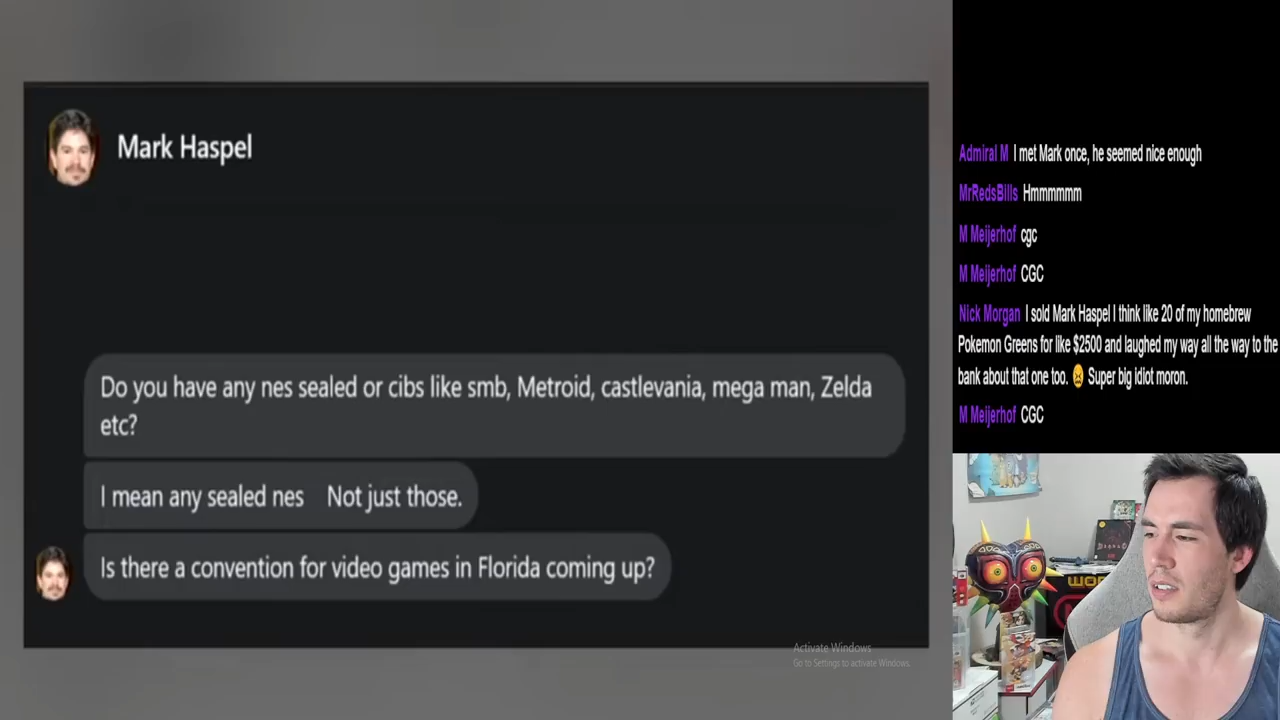 Mark Haspel
Do you have any nes sealed or cibs like smb, Metroid, castlevania, mega man, Zelda
etc?
I mean any sealed nes    Not just those.
Is there a convention for video games in Florida coming up?
Activate Windows
Go to Settings to activate Windows.
Admiral M I met Mark once, he seemed nice enough
MrRedsBills Hmmmmmm
M Meijerhof cgc
M Meijerhof CGC
Nick Morgan I sold Mark Haspel I think like 20 of my homebrew
Pokemon Greens for like $2500 and laughed my way all the way to the
bank about that one too. 😣 Super big idiot moron.
M Meijerhof CGC